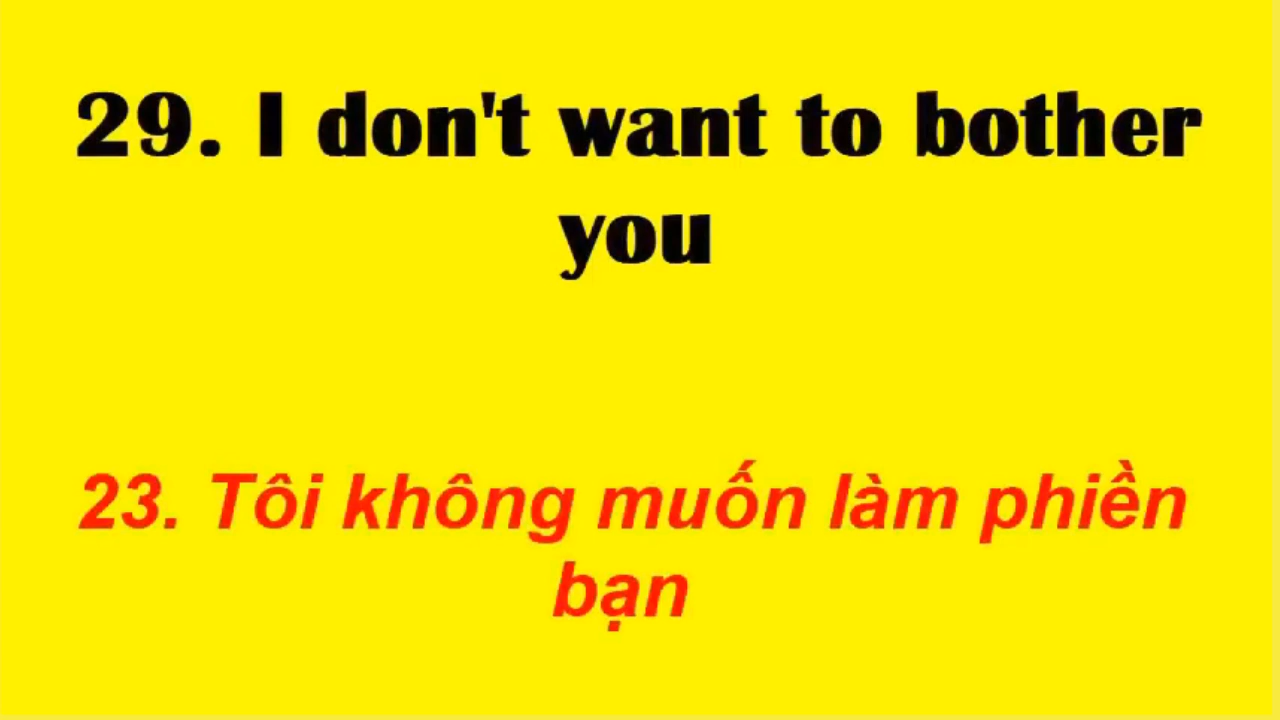 29. I don't want to bother
you
23. Tôi không muốn làm phiền
bạn